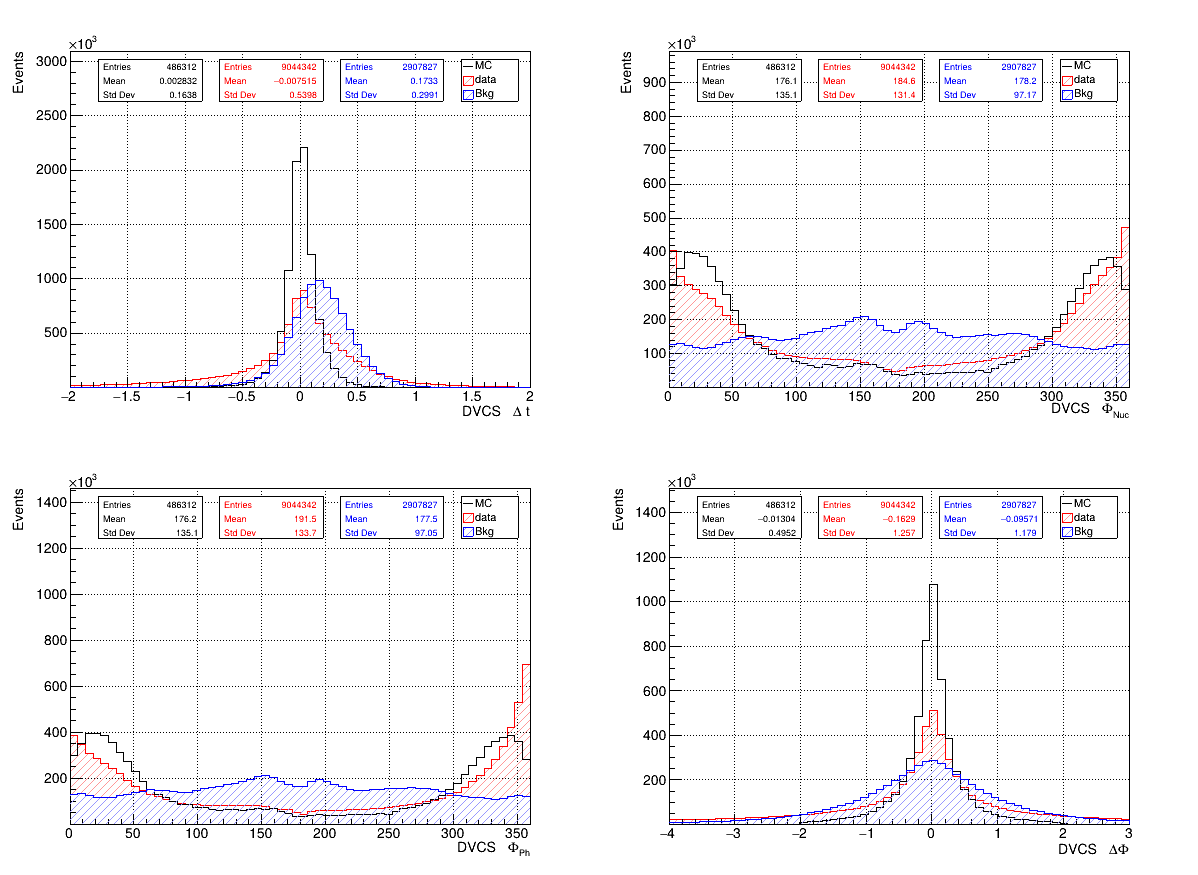 ×10³
Events
3000
2500
2000
1500
1000
500
Entries 486312
Mean 0.002832
Std Dev 0.1638
Entries 9044342
Mean −0.007515
Std Dev 0.5398
Entries 2907827
Mean 0.1733
Std Dev 0.2991
MC
data
Bkg
−2 −1.5 −1 −0.5 0 0.5 1 1.5 2
DVCS Δ t
×10³
Events
900
800
700
600
500
400
300
200
100
Entries 486312
Mean 176.1
Std Dev 135.1
Entries 9044342
Mean 184.6
Std Dev 131.4
Entries 2907827
Mean 178.2
Std Dev 97.17
MC
data
Bkg
0 50 100 150 200 250 300 350
DVCS Φ_Nuc
×10³
Events
1400
1200
1000
800
600
400
200
Entries 486312
Mean 176.2
Std Dev 135.1
Entries 9044342
Mean 191.5
Std Dev 133.7
Entries 2907827
Mean 177.5
Std Dev 97.05
MC
data
Bkg
0 50 100 150 200 250 300 350
DVCS Φ_Ph
×10³
Events
1400
1200
1000
800
600
400
200
Entries 486312
Mean −0.01304
Std Dev 0.4952
Entries 9044342
Mean −0.1629
Std Dev 1.257
Entries 2907827
Mean −0.09571
Std Dev 1.179
MC
data
Bkg
−4 −3 −2 −1 0 1 2 3
DVCS ΔΦ